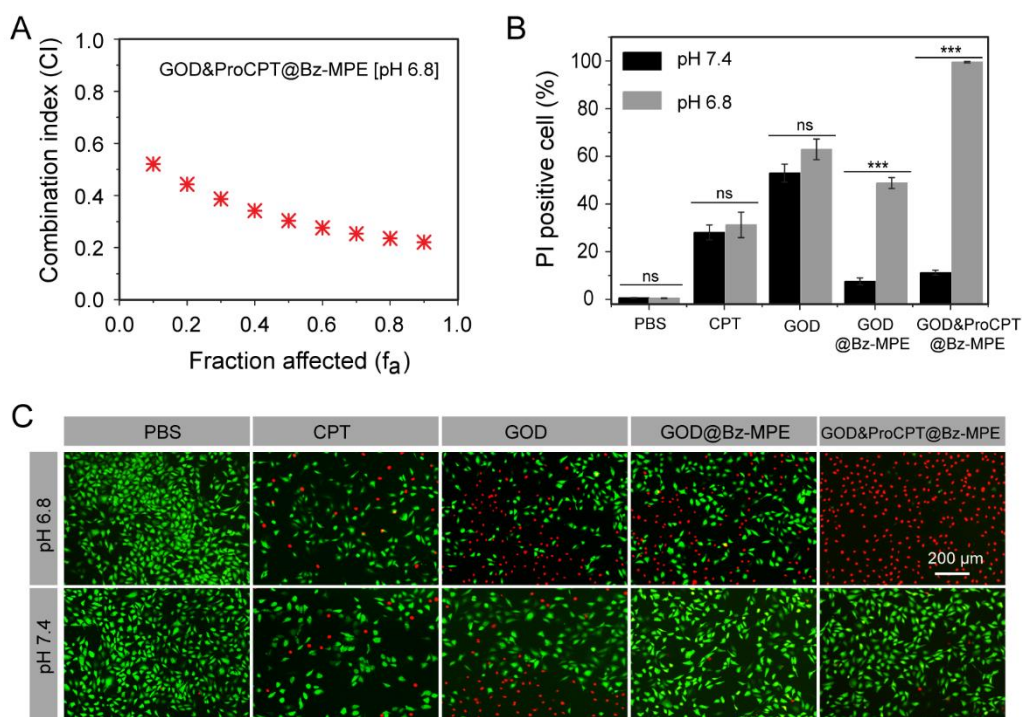 A
Combination index (CI)
1.0
0.8
0.6
0.4
0.2
0.0
GOD&ProCPT@Bz-MPE [pH 6.8]
0.0 0.2 0.4 0.6 0.8 1.0
Fraction affected (fa)
B
PI positive cell (%)
100
80
60
40
20
0
pH 7.4
pH 6.8
ns
ns
ns
***
***
PBS
CPT
GOD
GOD
@Bz-MPE
GOD&ProCPT
@Bz-MPE
C
PBS CPT GOD GOD@Bz-MPE GOD&ProCPT@Bz-MPE
pH 6.8
200 µm
pH 7.4